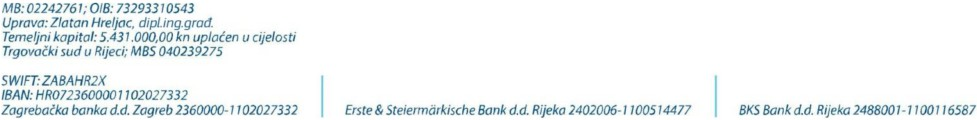 MB: 02242761; OIB: 73293310543
Uprava: Zlatan Hreljac, dipl.ing.građ.
Temeljni kapital: 5.431.000,00 kn uplaćen u cijelosti
Trgovački sud u Rijeci; MBS 040239275
SWIFT: ZABAHR2X
IBAN: HR0723600001102027332
Zagrebačka banka d.d. Zagreb 2360000-1102027332
Erste & Steiermärkische Bank d.d. Rijeka 2402006-1100514477
BKS Bank d.d. Rijeka 2488001-1100116587